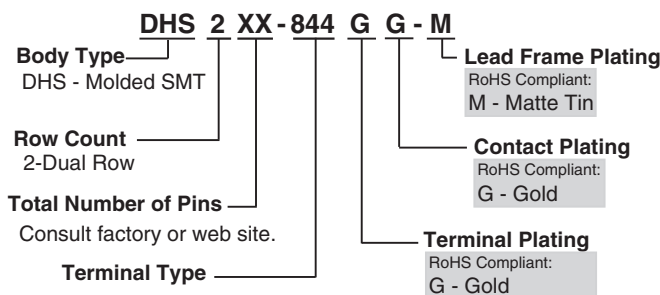 DHS 2 XX-844 G G-M
Body Type
DHS - Molded SMT
Row Count
2-Dual Row
Total Number of Pins
Consult factory or web site.
Terminal Type
Lead Frame Plating
RoHS Compliant:
M - Matte Tin
Contact Plating
RoHS Compliant:
G - Gold
Terminal Plating
RoHS Compliant:
G - Gold